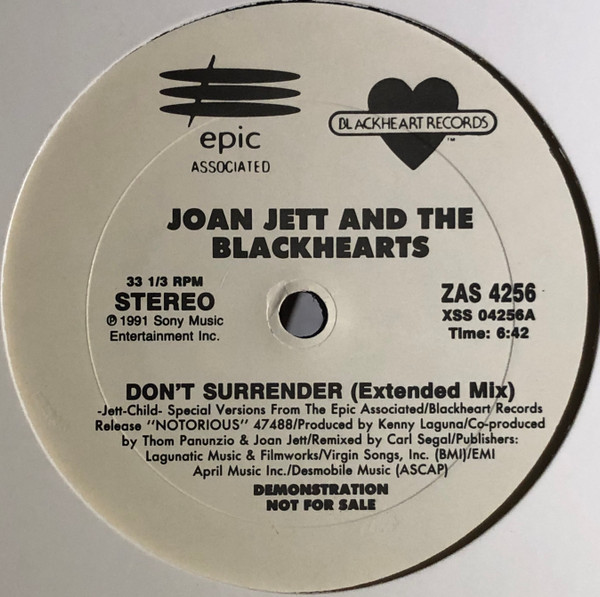 epic
ASSOCIATED
BLACKHEART RECORDS
™
JOAN JETT AND THE
BLACKHEARTS
33 1/3 RPM
STEREO
℗ 1991 Sony Music
Entertainment Inc.
ZAS 4256
XSS 04256A
Time: 6:42
DON'T SURRENDER (Extended Mix)
-Jett-Child- Special Versions From The Epic Associated/Blackheart Records
Release "NOTORIOUS" 47488/Produced by Kenny Laguna/Co-produced
by Thom Panunzio & Joan Jett/Remixed by Carl Segal/Publishers:
Lagunatic Music & Filmworks/Virgin Songs, Inc. (BMI)/EMI
April Music Inc./Desmobile Music (ASCAP)
DEMONSTRATION
NOT FOR SALE